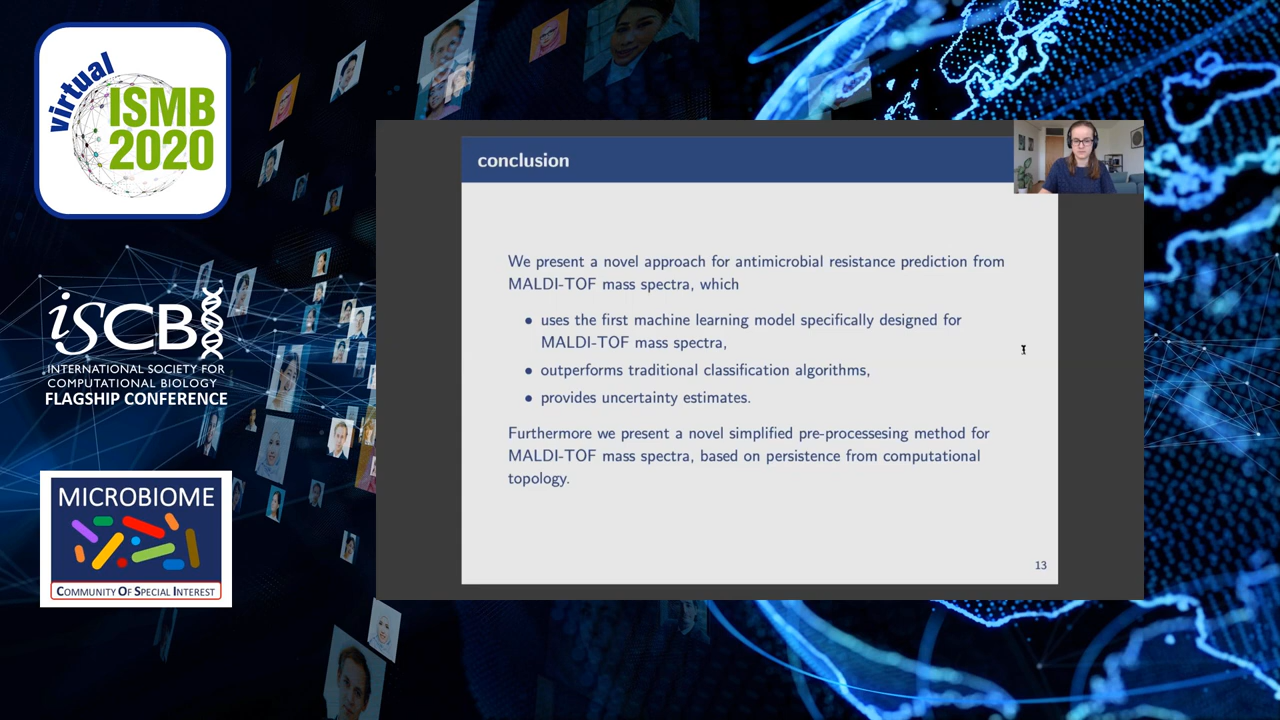 virtual
ISMB
2020
iSCB
INTERNATIONAL SOCIETY FOR
COMPUTATIONAL BIOLOGY
FLAGSHIP CONFERENCE
MICROBIOME
COMMUNITY OF SPECIAL INTEREST
conclusion
We present a novel approach for antimicrobial resistance prediction from
MALDI-TOF mass spectra, which
• uses the first machine learning model specifically designed for
MALDI-TOF mass spectra,
• outperforms traditional classification algorithms,
• provides uncertainty estimates.
Furthermore we present a novel simplified pre-processesing method for
MALDI-TOF mass spectra, based on persistence from computational
topology.
13